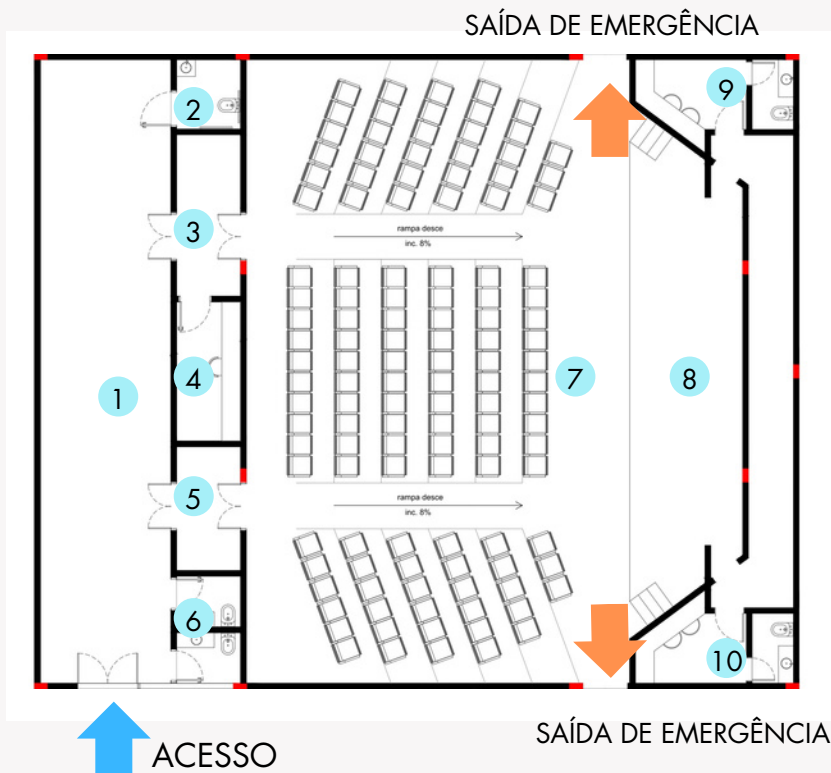 SAÍDA DE EMERGÊNCIA
2
9
3
rampa desce
inc. 8%
1
4
7
8
5
rampa desce
inc. 8%
6
10
ACESSO
SAÍDA DE EMERGÊNCIA